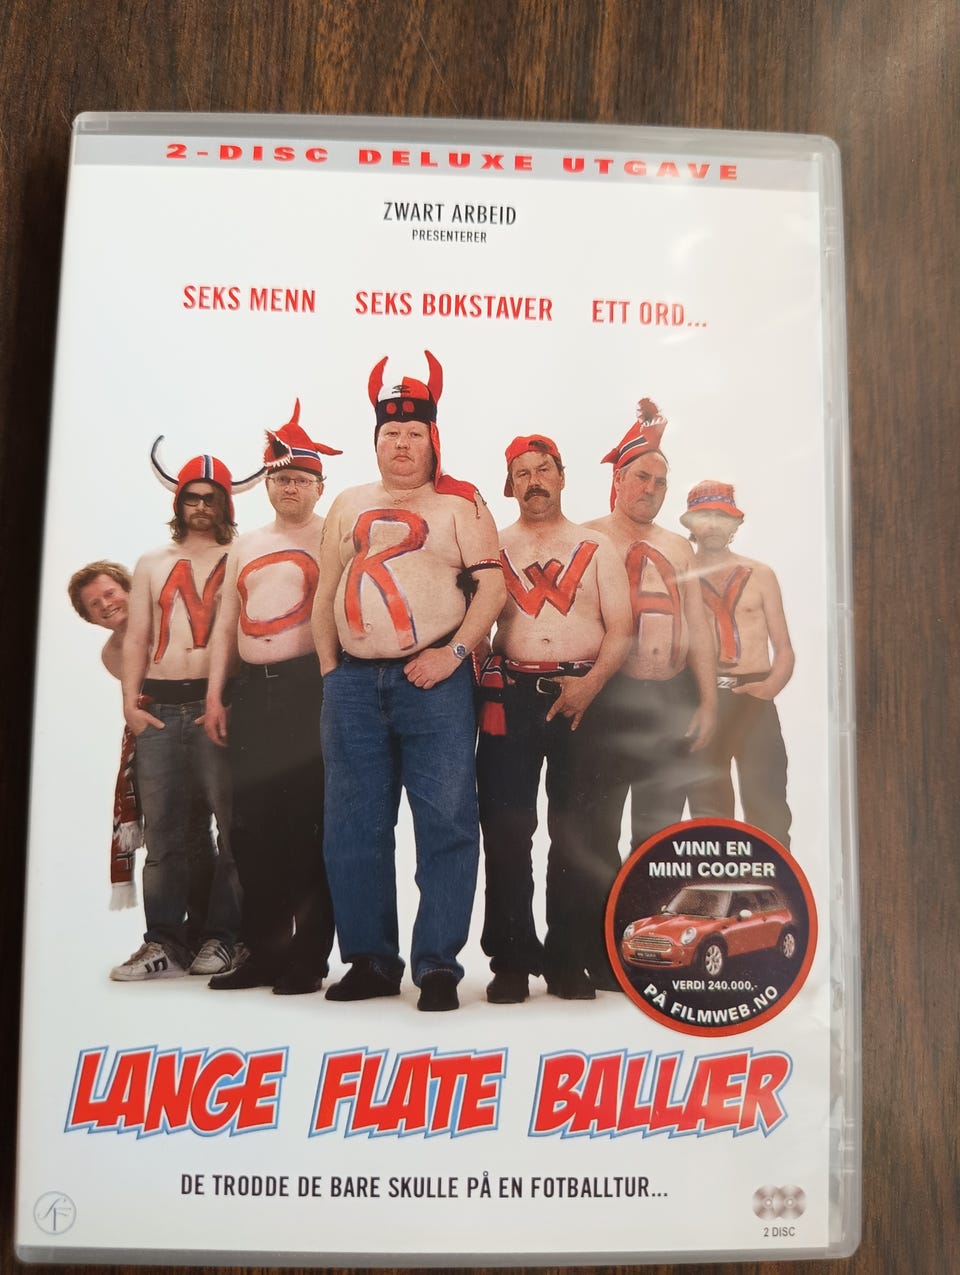 2-DISC DELUXE UTGAVE
ZWART ARBEID
PRESENTERER
SEKS MENN SEKS BOKSTAVER ETT ORD...
NORWAY
VINN EN
MINI COOPER
VERDI 240.000,-
PÅ FILMWEB.NO
LANGE FLATE BALLÆR
DE TRODDE DE BARE SKULLE PÅ EN FOTBALLTUR...
SF
2 DISC